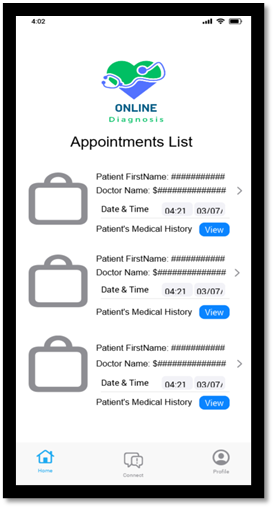 4:02
ONLINE
Diagnosis
Appointments List
Patient FirstName: ###########
Doctor Name: $##############
Date & Time 04:21 03/07/
Patient's Medical History View
Patient FirstName: ###########
Doctor Name: $##############
Date & Time 04:21 03/07/
Patient's Medical History View
Patient FirstName: ###########
Doctor Name: $##############
Date & Time 04:21 03/07/
Patient's Medical History View
Home Connect Profile